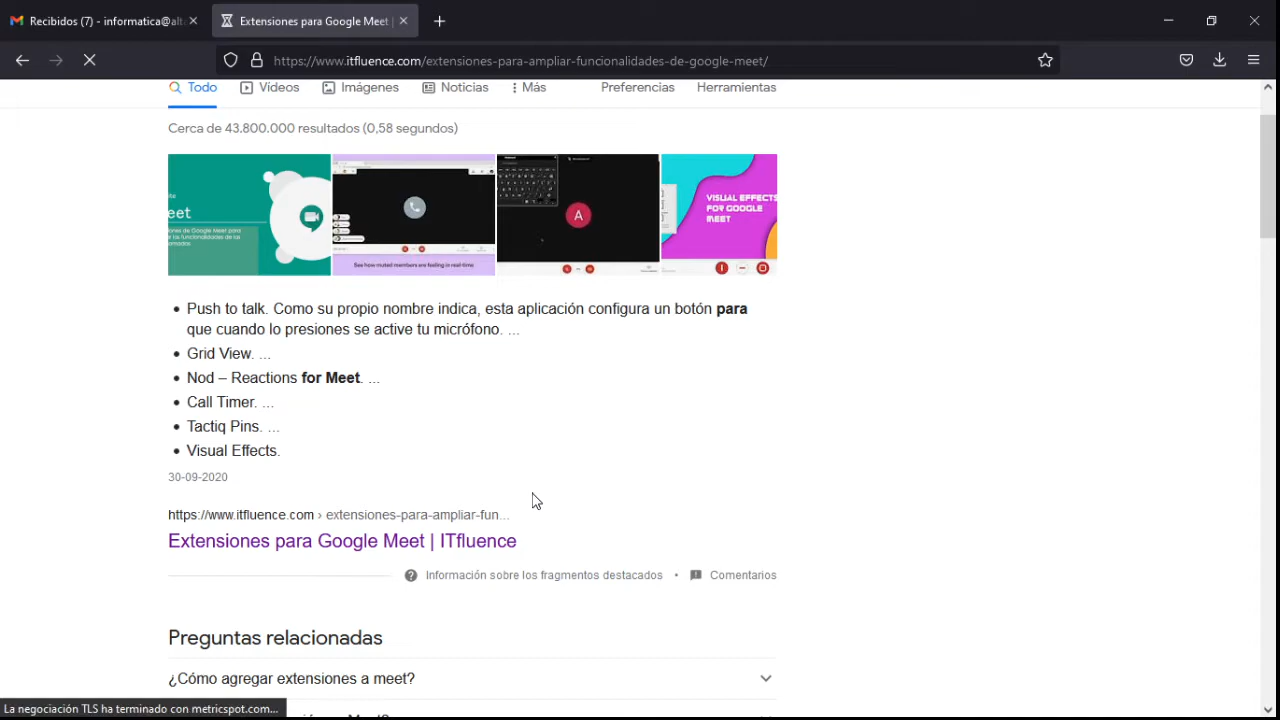 Recibidos (7) - informatica@alt
Extensiones para Google Meet |
https://www.itfluence.com/extensiones-para-ampliar-funcionalidades-de-google-meet/
Todo
Vídeos
Imágenes
Noticias
Más
Preferencias
Herramientas
Cerca de 43.800.000 resultados (0,58 segundos)
eet
See how muted members are feeling in real-time
A
VISUAL EFFECTS
FOR GOOGLE
MEET
Push to talk. Como su propio nombre indica, esta aplicación configura un botón para
que cuando lo presiones se active tu micrófono. ...
Grid View. ...
Nod – Reactions for Meet. ...
Call Timer. ...
Tactiq Pins. ...
Visual Effects.
30-09-2020
https://www.itfluence.com › extensiones-para-ampliar-fun...
Extensiones para Google Meet | ITfluence
Información sobre los fragmentos destacados • Comentarios
Preguntas relacionadas
¿Cómo agregar extensiones a meet?
La negociación TLS ha terminado con metricspot.com...